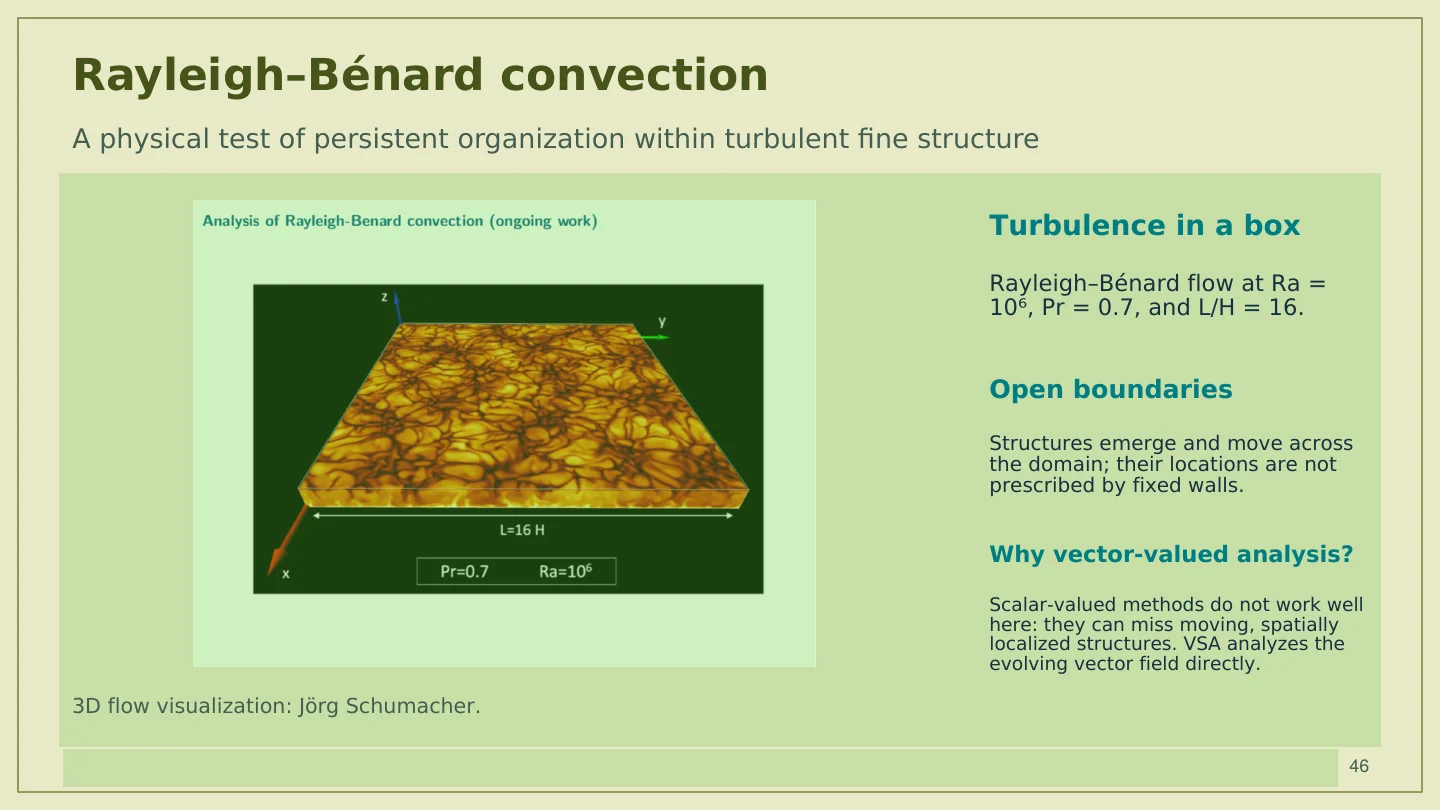 Rayleigh–Bénard convection
A physical test of persistent organization within turbulent fine structure
Analysis of Rayleigh-Benard convection (ongoing work)
z
y
L=16 H
x
Pr=0.7 Ra=10⁶
3D flow visualization: Jörg Schumacher.
Turbulence in a box
Rayleigh–Bénard flow at Ra =
10⁶, Pr = 0.7, and L/H = 16.
Open boundaries
Structures emerge and move across
the domain; their locations are not
prescribed by fixed walls.
Why vector-valued analysis?
Scalar-valued methods do not work well
here: they can miss moving, spatially
localized structures. VSA analyzes the
evolving vector field directly.
46